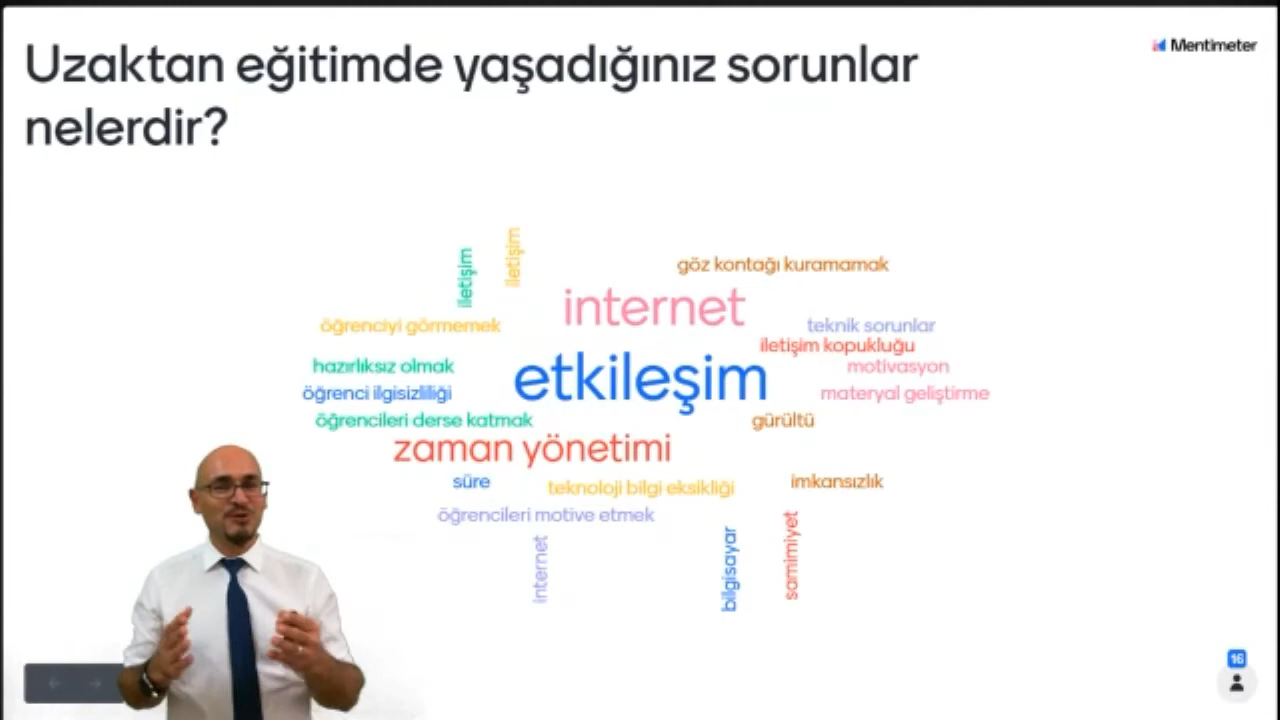 Uzaktan eğitimde yaşadığınız sorunlar
nelerdir?
Mentimeter
iletişim
iletişim
göz kontağı kuramamak
internet
öğrenciyi görmemek
teknik sorunlar
iletişim kopukluğu
hazırlıksız olmak
etkileşim
motivasyon
öğrenci ilgisizliliği
materyal geliştirme
öğrencileri derse katmak
gürültü
zaman yönetimi
süre
teknoloji bilgi eksikliği
imkansızlık
öğrencileri motive etmek
internet
bilgisayar
samimiyet
16